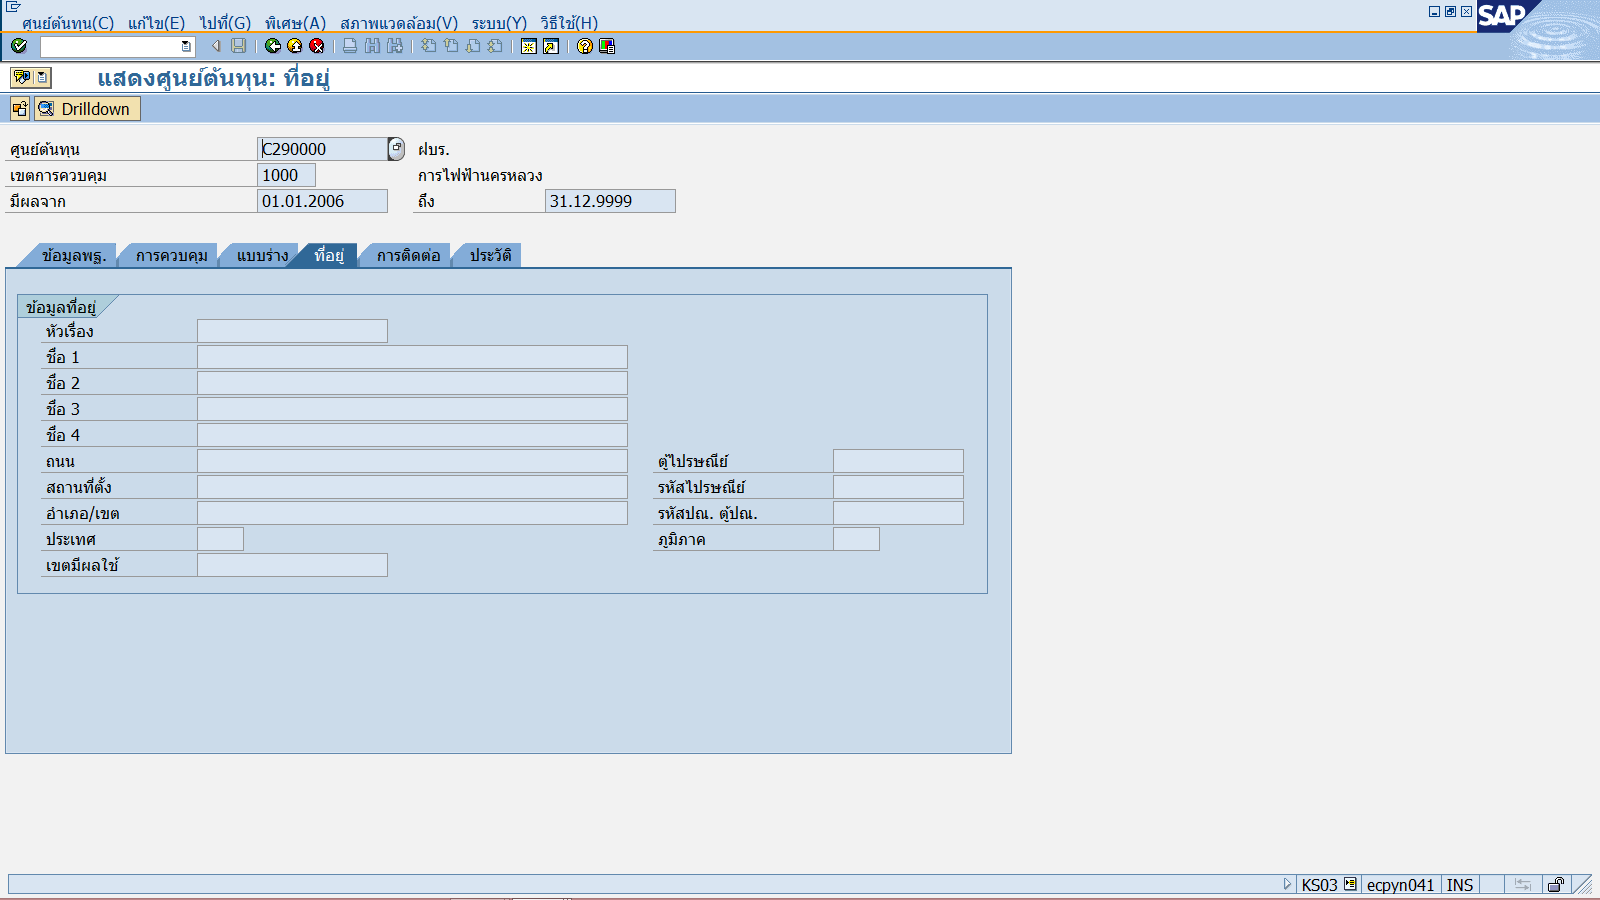 ศูนย์ต้นทุน(C) แก้ไข(E) ไปที่(G) พิเศษ(A) สภาพแวดล้อม(V) ระบบ(Y) วิธีใช้(H)
SAP
แสดงศูนย์ต้นทุน: ที่อยู่
Drilldown
ศูนย์ต้นทุน C290000 ฝบร.
เขตการควบคุม 1000 การไฟฟ้านครหลวง
มีผลจาก 01.01.2006 ถึง 31.12.9999
ข้อมูลพฐ. การควบคุม แบบร่าง ที่อยู่ การติดต่อ ประวัติ
ข้อมูลที่อยู่
หัวเรื่อง
ชื่อ 1
ชื่อ 2
ชื่อ 3
ชื่อ 4
ถนน ตู้ไปรษณีย์
สถานที่ตั้ง รหัสไปรษณีย์
อำเภอ/เขต รหัสปณ. ตู้ปณ.
ประเทศ ภูมิภาค
เขตมีผลใช้
KS03 ecpyn041 INS